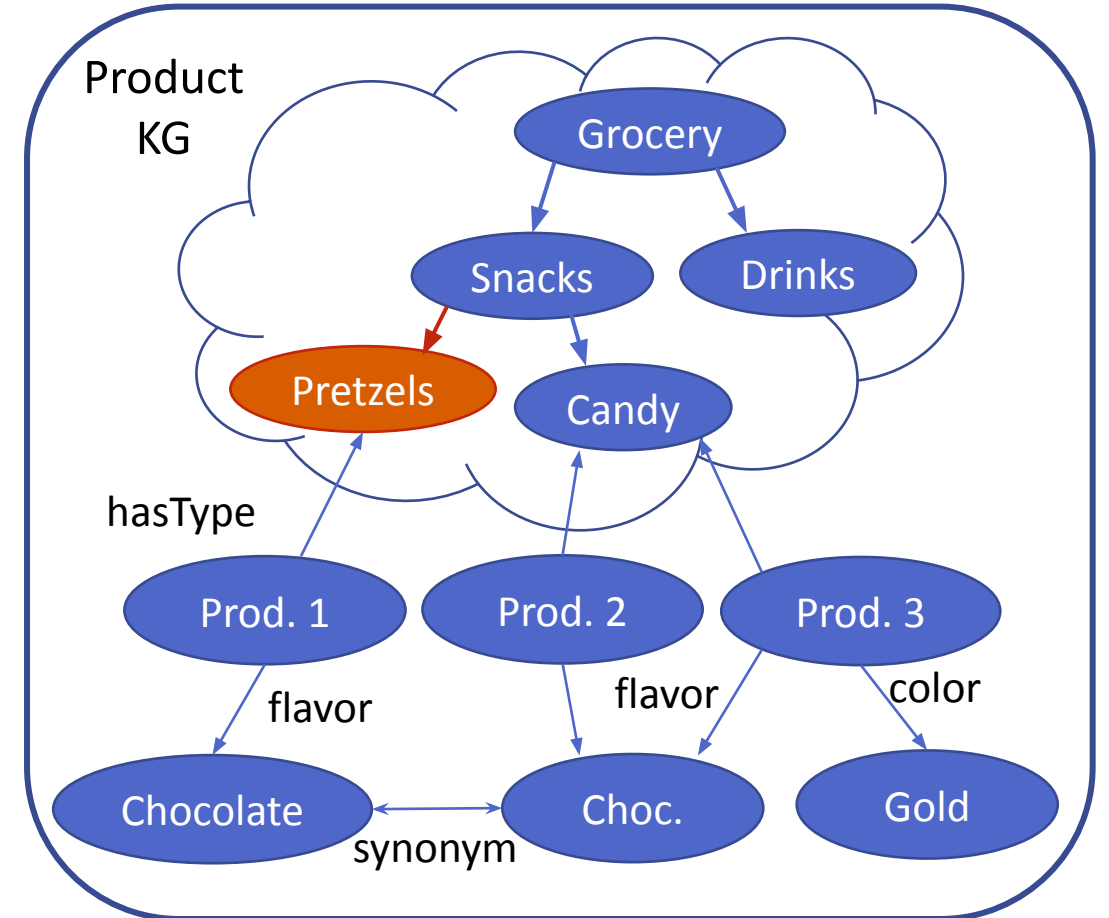 Product
KG
Grocery
Snacks
Drinks
Pretzels
Candy
hasType
Prod. 1
Prod. 2
Prod. 3
flavor
flavor
color
Chocolate
Choc.
Gold
synonym